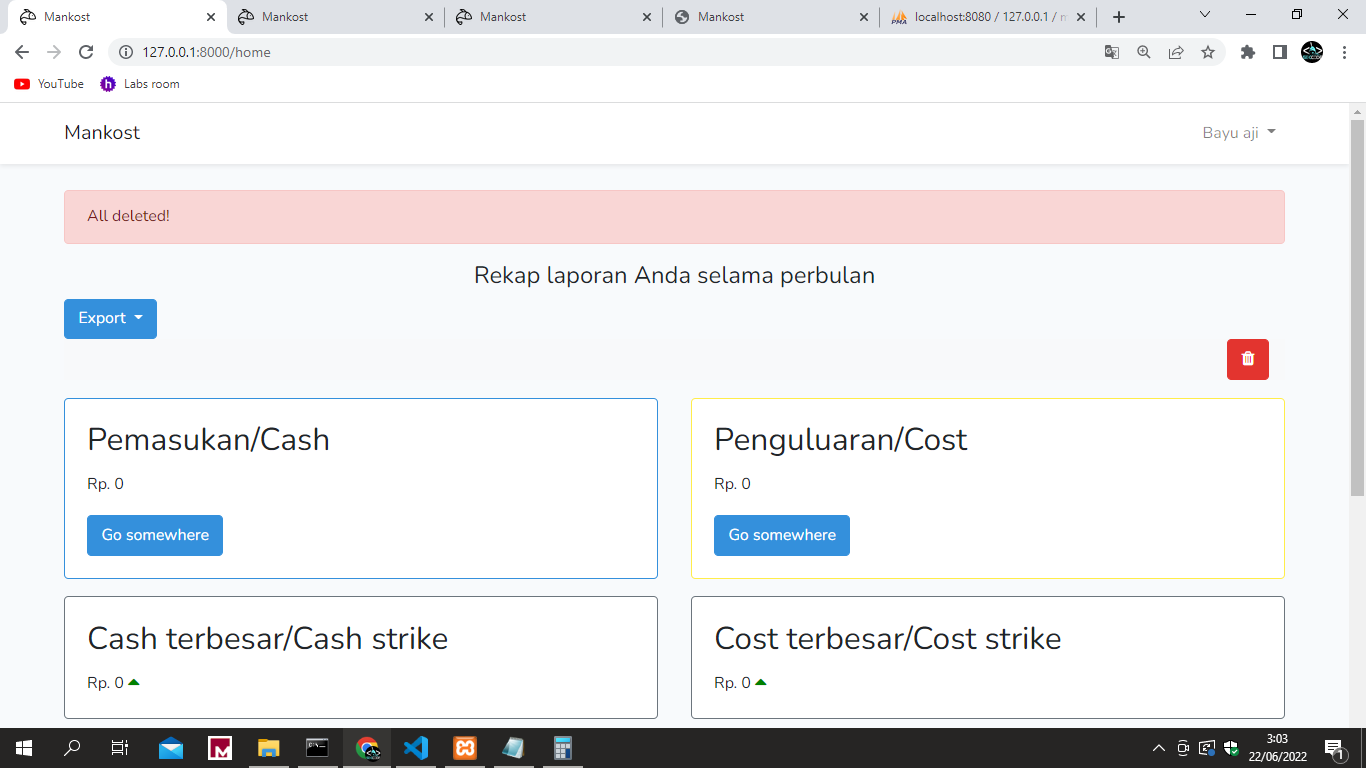 Mankost
Mankost
Mankost
Mankost
localhost:8080 / 127.0.0.1 /
127.0.0.1:8000/home
YouTube
Labs room
Mankost
Bayu aji
All deleted!
Rekap laporan Anda selama perbulan
Export
Pemasukan/Cash
Rp. 0
Go somewhere
Penguluaran/Cost
Rp. 0
Go somewhere
Cash terbesar/Cash strike
Rp. 0
Cost terbesar/Cost strike
Rp. 0
3:03
22/06/2022
1